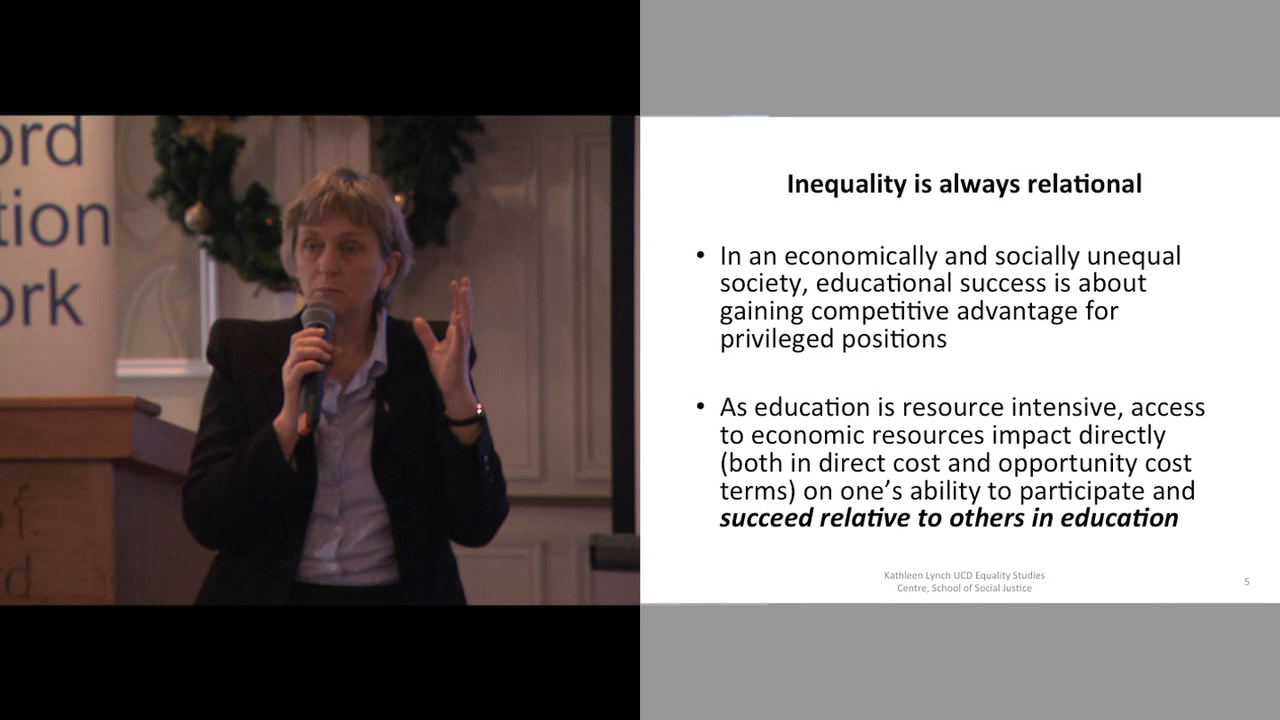 ord
tion
ork
Inequality is always relational
• In an economically and socially unequal
society, educational success is about
gaining competitive advantage for
privileged positions
• As education is resource intensive, access
to economic resources impact directly
(both in direct cost and opportunity cost
terms) on one’s ability to participate and
succeed relative to others in education
Kathleen Lynch UCD Equality Studies
Centre, School of Social Justice
5